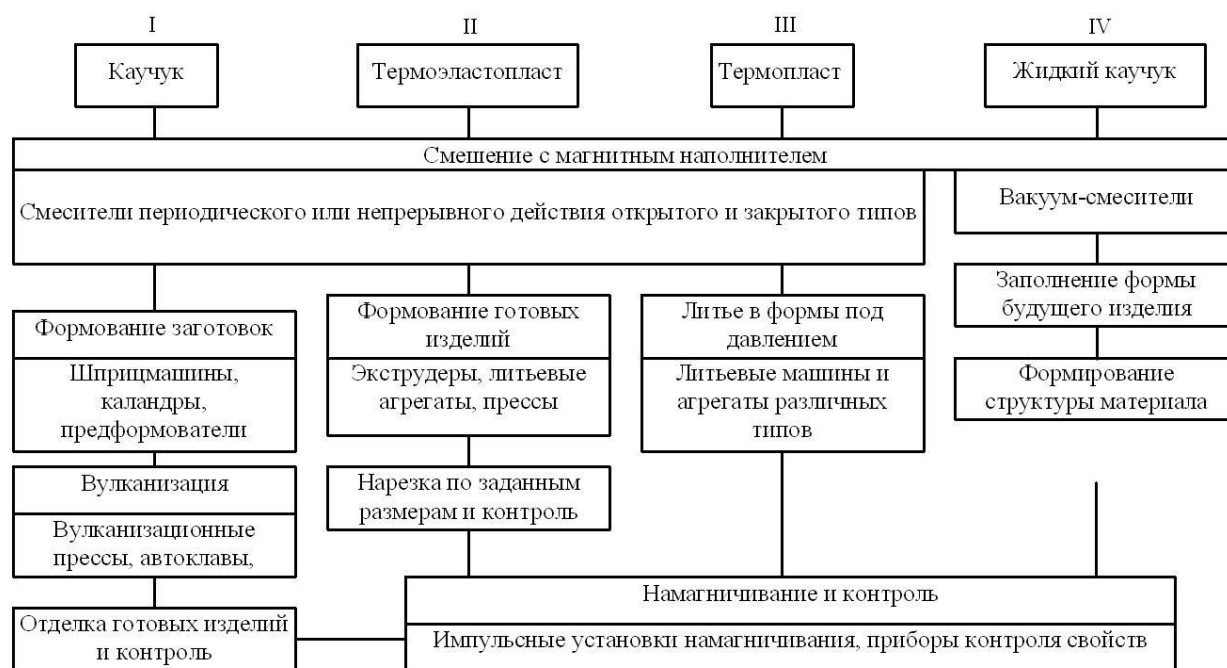 I
II
III
IV
Каучук
Термоэластопласт
Термопласт
Жидкий каучук
Смешение с магнитным наполнителем
Смесители периодического или непрерывного действия открытого и закрытого типов
Вакуум-смесители
Формование заготовок
Шприцмашины,
каландры,
предформователи
Вулканизация
Вулканизационные
прессы, автоклавы,
Отделка готовых изделий
и контроль
Формование готовых
изделий
Экструдеры, литьевые
агрегаты, прессы
Нарезка по заданным
размерам и контроль
Литье в формы под
давлением
Литьевые машины и
агрегаты различных
типов
Заполнение формы
будущего изделия
Формирование
структуры материала
Намагничивание и контроль
Импульсные установки намагничивания, приборы контроля свойств